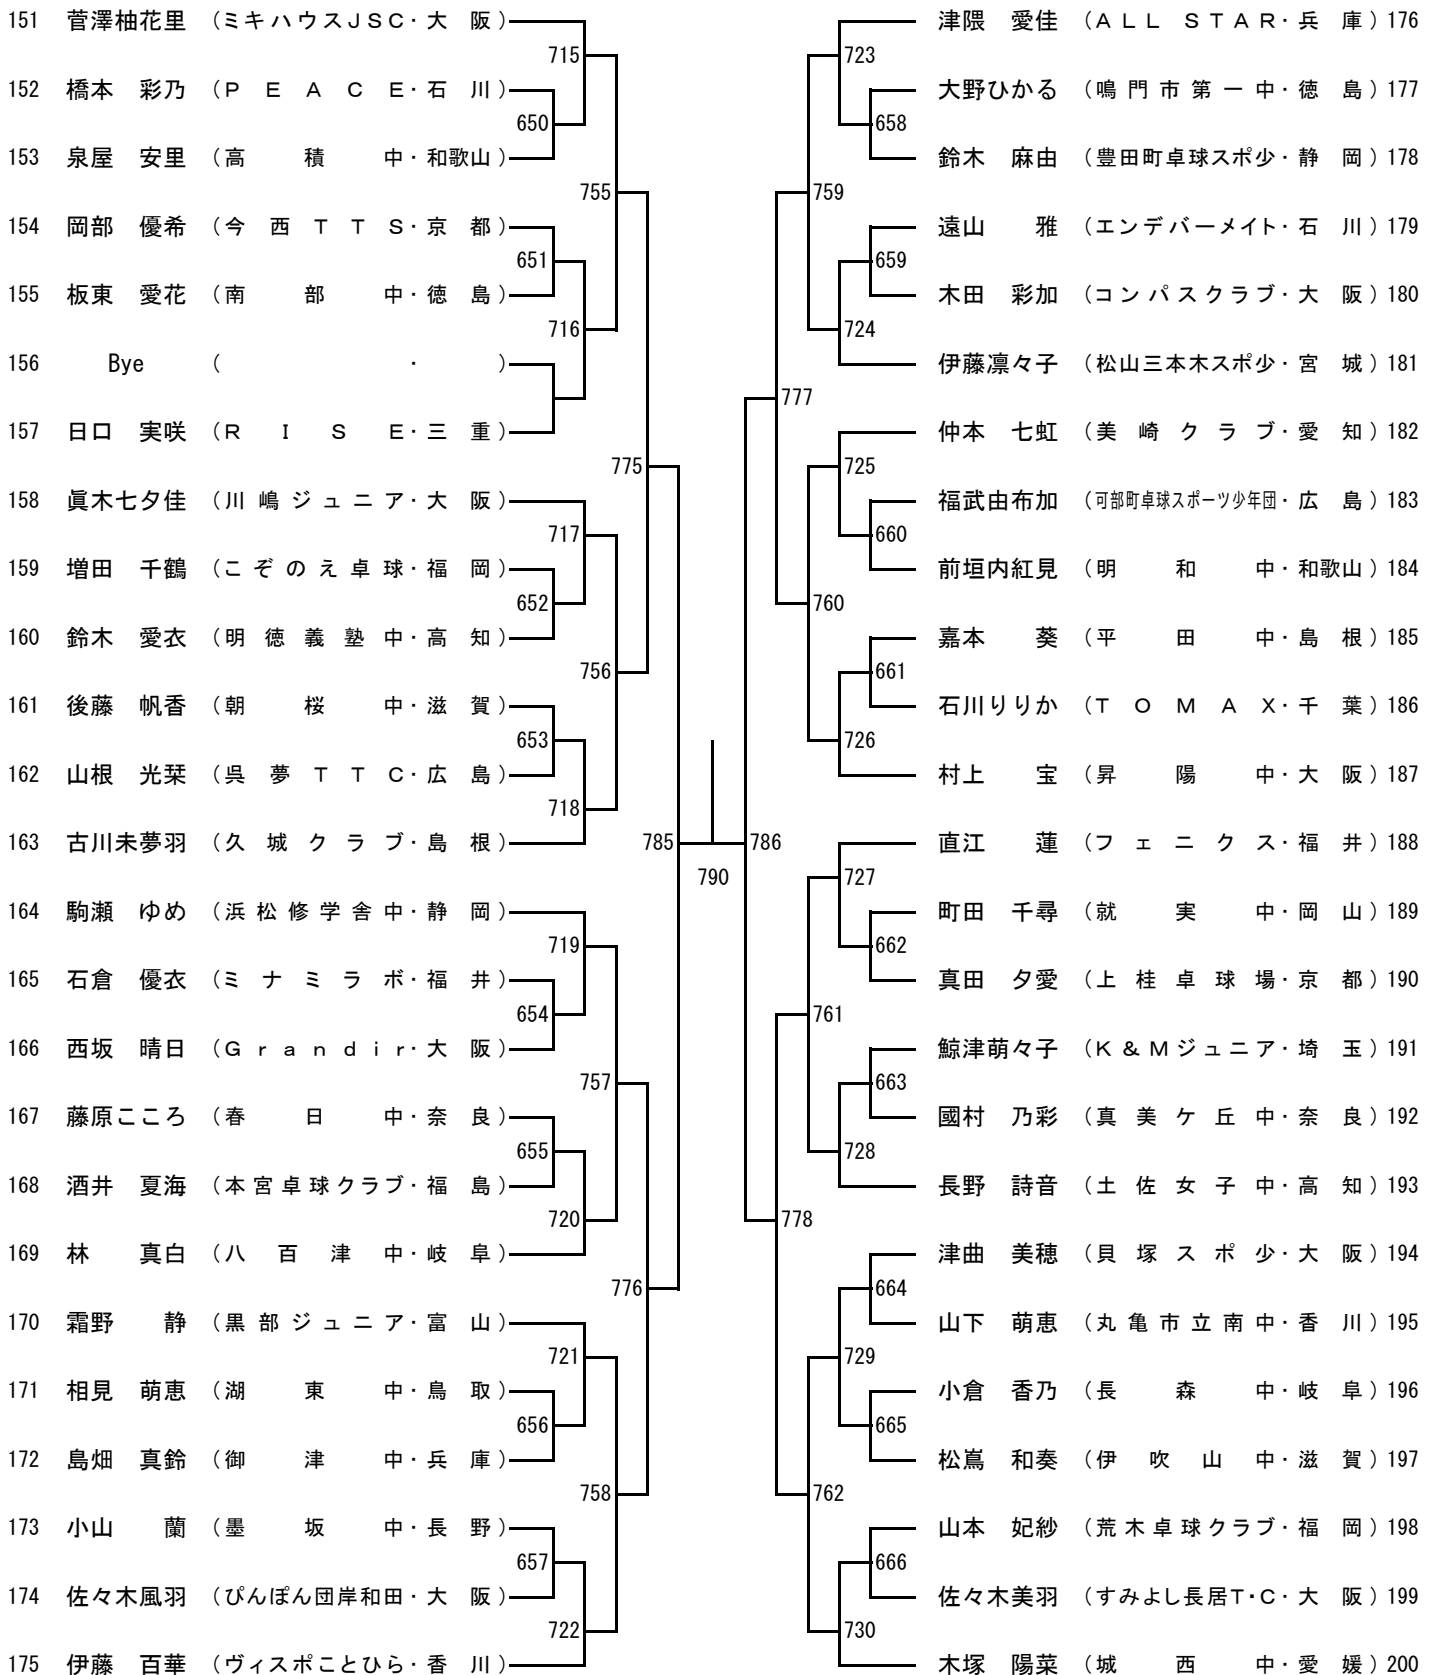 151 菅澤柚花里 (ミキハウスJSC・大 阪)
715
152 橋本 彩乃 (PEACE・石 川)
650
153 泉屋 安里 (高 積 中・和歌山)
755
154 岡部 優希 (今西TTS・京 都)
651
155 板東 愛花 (南 部 中・徳 島)
716
156 Bye ( ・ )
157 日口 実咲 (RISE・三 重)
775
158 眞木七夕佳 (川嶋ジュニア・大 阪)
717
159 増田 千鶴 (こぞのえ卓球・福 岡)
652
160 鈴木 愛衣 (明徳義塾中・高 知)
756
161 後藤 帆香 (朝 桜 中・滋 賀)
653
162 山根 光栞 (呉夢TTC・広 島)
718
163 古川未夢羽 (久城クラブ・島 根)
785
164 駒瀬 ゆめ (浜松修学舎中・静 岡)
719
165 石倉 優衣 (ミナミラボ・福 井)
654
166 西坂 晴日 (Grandir・大 阪)
757
167 藤原こころ (春 日 中・奈 良)
655
168 酒井 夏海 (本宮卓球クラブ・福 島)
720
169 林 真白 (八百津中・岐 阜)
776
170 霜野 静 (黒部ジュニア・富 山)
721
171 相見 萌恵 (湖 東 中・鳥 取)
656
172 島畑 真鈴 (御 津 中・兵 庫)
758
173 小山 蘭 (墨 坂 中・長 野)
657
174 佐々木風羽 (ぴんぽん団岸和田・大 阪)
722
175 伊藤 百華 (ヴィスポことひら・香 川)
790
津隈 愛佳 (ALL STAR・兵 庫) 176
723
大野ひかる (鳴門市第一中・徳 島) 177
658
鈴木 麻由 (豊田町卓球スポ少・静 岡) 178
759
遠山 雅 (エンデバーメイト・石 川) 179
659
木田 彩加 (コンパスクラブ・大 阪) 180
724
伊藤凛々子 (松山三本木スポ少・宮 城) 181
777
仲本 七虹 (美崎クラブ・愛 知) 182
725
福武由布加 (可部町卓球スポーツ少年団・広 島) 183
660
前垣内紅見 (明 和 中・和歌山) 184
760
嘉本 葵 (平 田 中・島 根) 185
661
石川りりか (TOMAX・千 葉) 186
726
村上 宝 (昇 陽 中・大 阪) 187
786
直江 蓮 (フェニクス・福 井) 188
727
町田 千尋 (就 実 中・岡 山) 189
662
真田 夕愛 (上桂卓球場・京 都) 190
761
鯨津萌々子 (K&Mジュニア・埼 玉) 191
663
國村 乃彩 (真美ケ丘中・奈 良) 192
728
長野 詩音 (土佐女子中・高 知) 193
778
津曲 美穂 (貝塚スポ少・大 阪) 194
664
山下 萌恵 (丸亀市立南中・香 川) 195
729
小倉 香乃 (長 森 中・岐 阜) 196
665
松嶌 和奏 (伊吹山中・滋 賀) 197
762
山本 妃紗 (荒木卓球クラブ・福 岡) 198
666
佐々木美羽 (すみよし長居T・C・大 阪) 199
730
木塚 陽菜 (城 西 中・愛 媛) 200